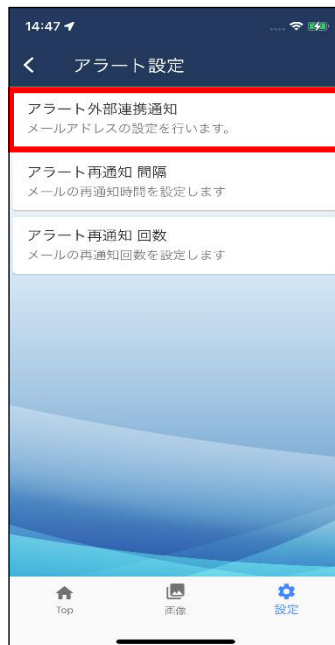 14:47
アラート設定
アラート外部連携通知
メールアドレスの設定を行います。
アラート再通知 間隔
メールの再通知時間を設定します
アラート再通知 回数
メールの再通知回数を設定します
Top 画像 設定